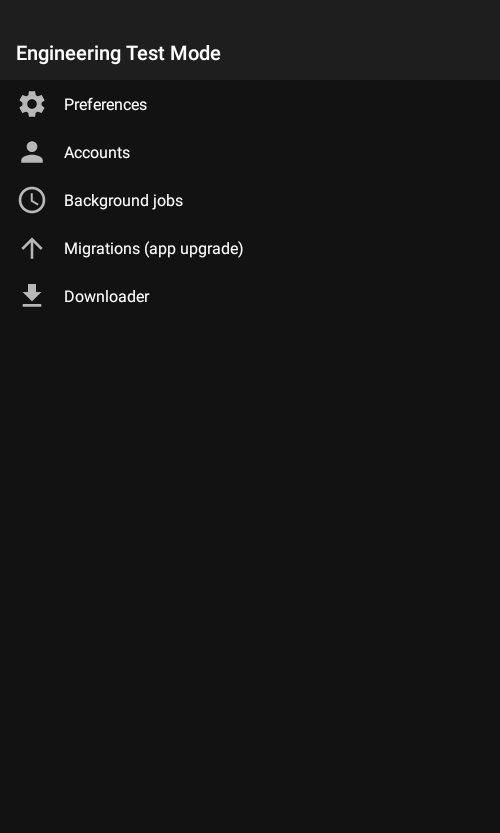 Engineering Test Mode
Preferences
Accounts
Background jobs
Migrations (app upgrade)
Downloader